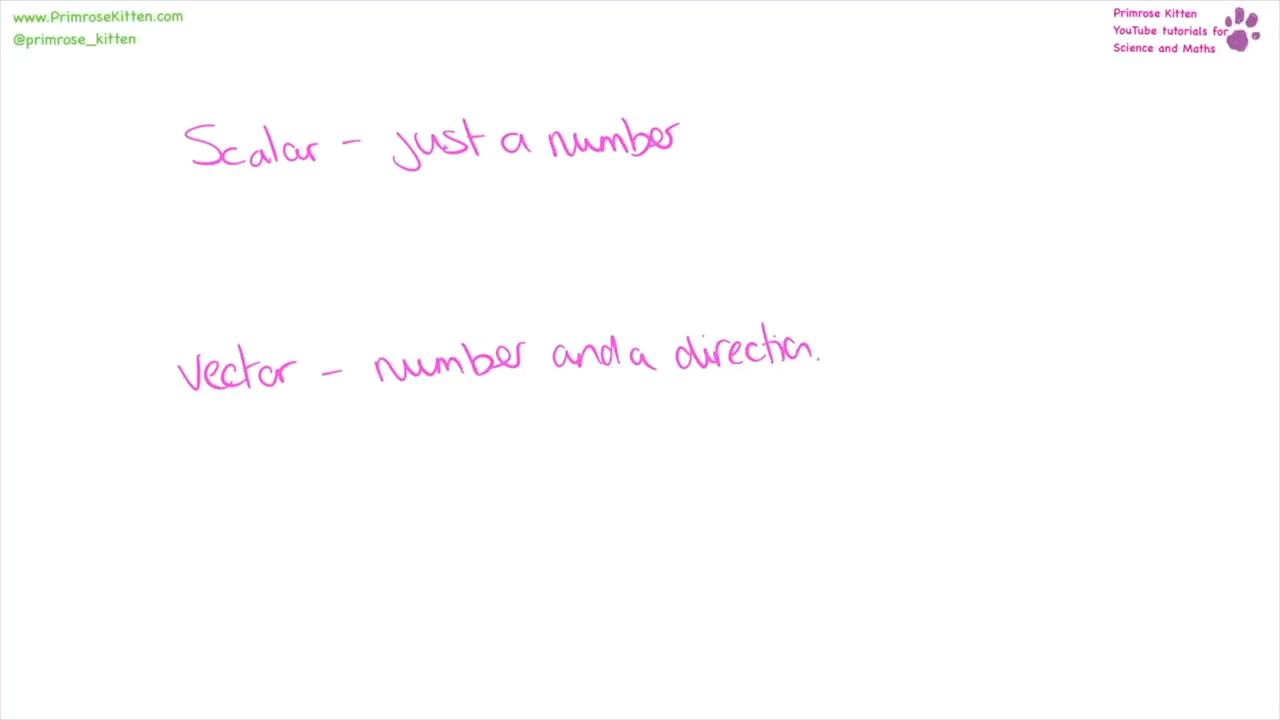 www.PrimroseKitten.com
@primrose_kitten
Primrose Kitten
YouTube tutorials for
Science and Maths
Scalar - just a number
Vector - number and a direction.